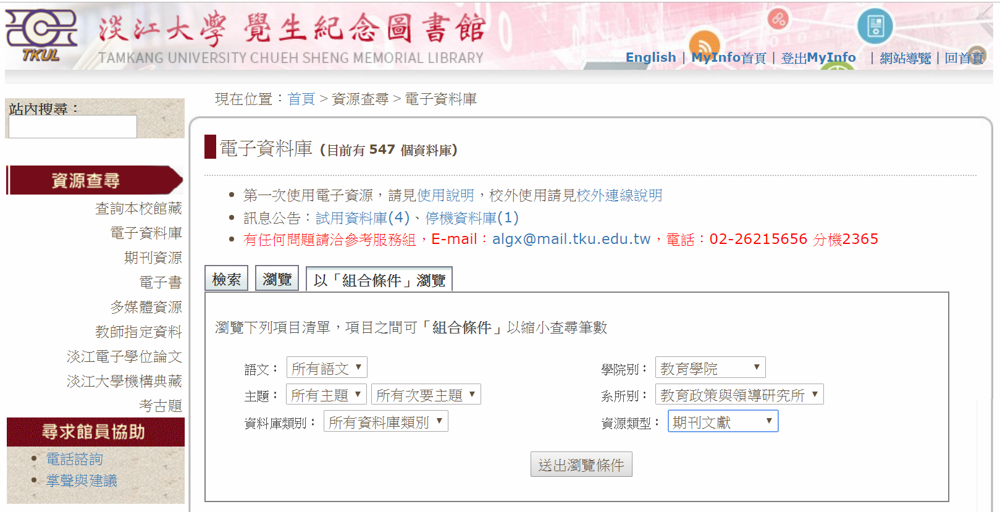 TKUL
淡江大學 覺生紀念圖書館
TAMKANG UNIVERSITY CHUEH SHENG MEMORIAL LIBRARY
English | MyInfo首頁 | 登出MyInfo | 網站導覽 | 回首頁
站內搜尋：
資源查尋
查詢本校館藏
電子資料庫
期刊資源
電子書
多媒體資源
教師指定資料
淡江電子學位論文
淡江大學機構典藏
考古題
尋求館員協助
電話諮詢
掌聲與建議
現在位置：首頁 > 資源查尋 > 電子資料庫
電子資料庫 (目前有 547 個資料庫)
第一次使用電子資源，請見使用說明，校外使用請見校外連線說明
訊息公告：試用資料庫(4)、停機資料庫(1)
有任何問題請洽參考服務組，E-mail：algx@mail.tku.edu.tw，電話：02-26215656 分機2365
檢索 瀏覽 以「組合條件」瀏覽
瀏覽下列項目清單，項目之間可「組合條件」以縮小查尋筆數
語文： 所有語文 學院別： 教育學院
主題： 所有主題 所有次要主題 系所別： 教育政策與領導研究所
資料庫類別： 所有資料庫類別 資源類型： 期刊文獻
送出瀏覽條件